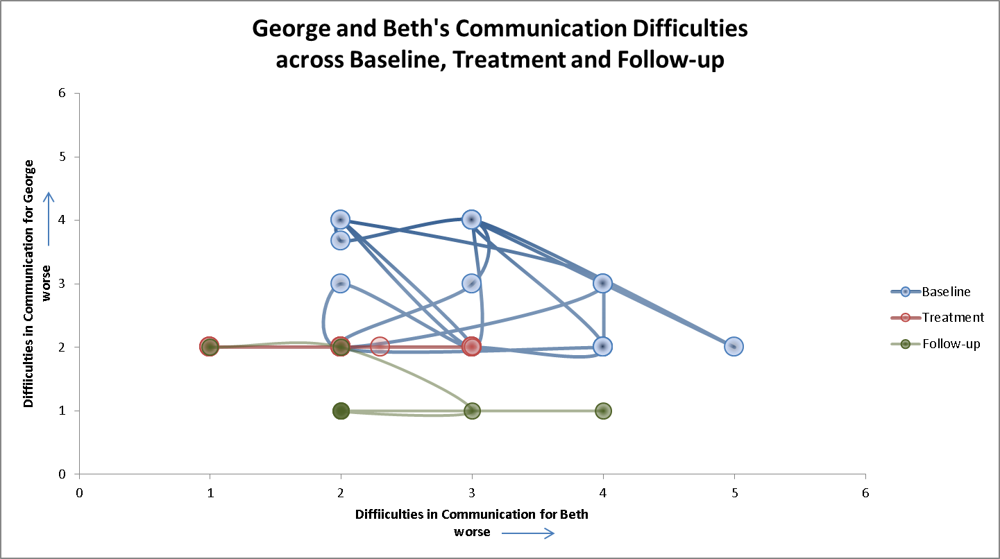 George and Beth's Communication Difficulties
across Baseline, Treatment and Follow-up
Diffiiculties in Communication for George
worse
6
5
4
3
2
1
0
0 1 2 3 4 5 6
Diffiiculties in Communication for Beth
worse
Baseline
Treatment
Follow-up